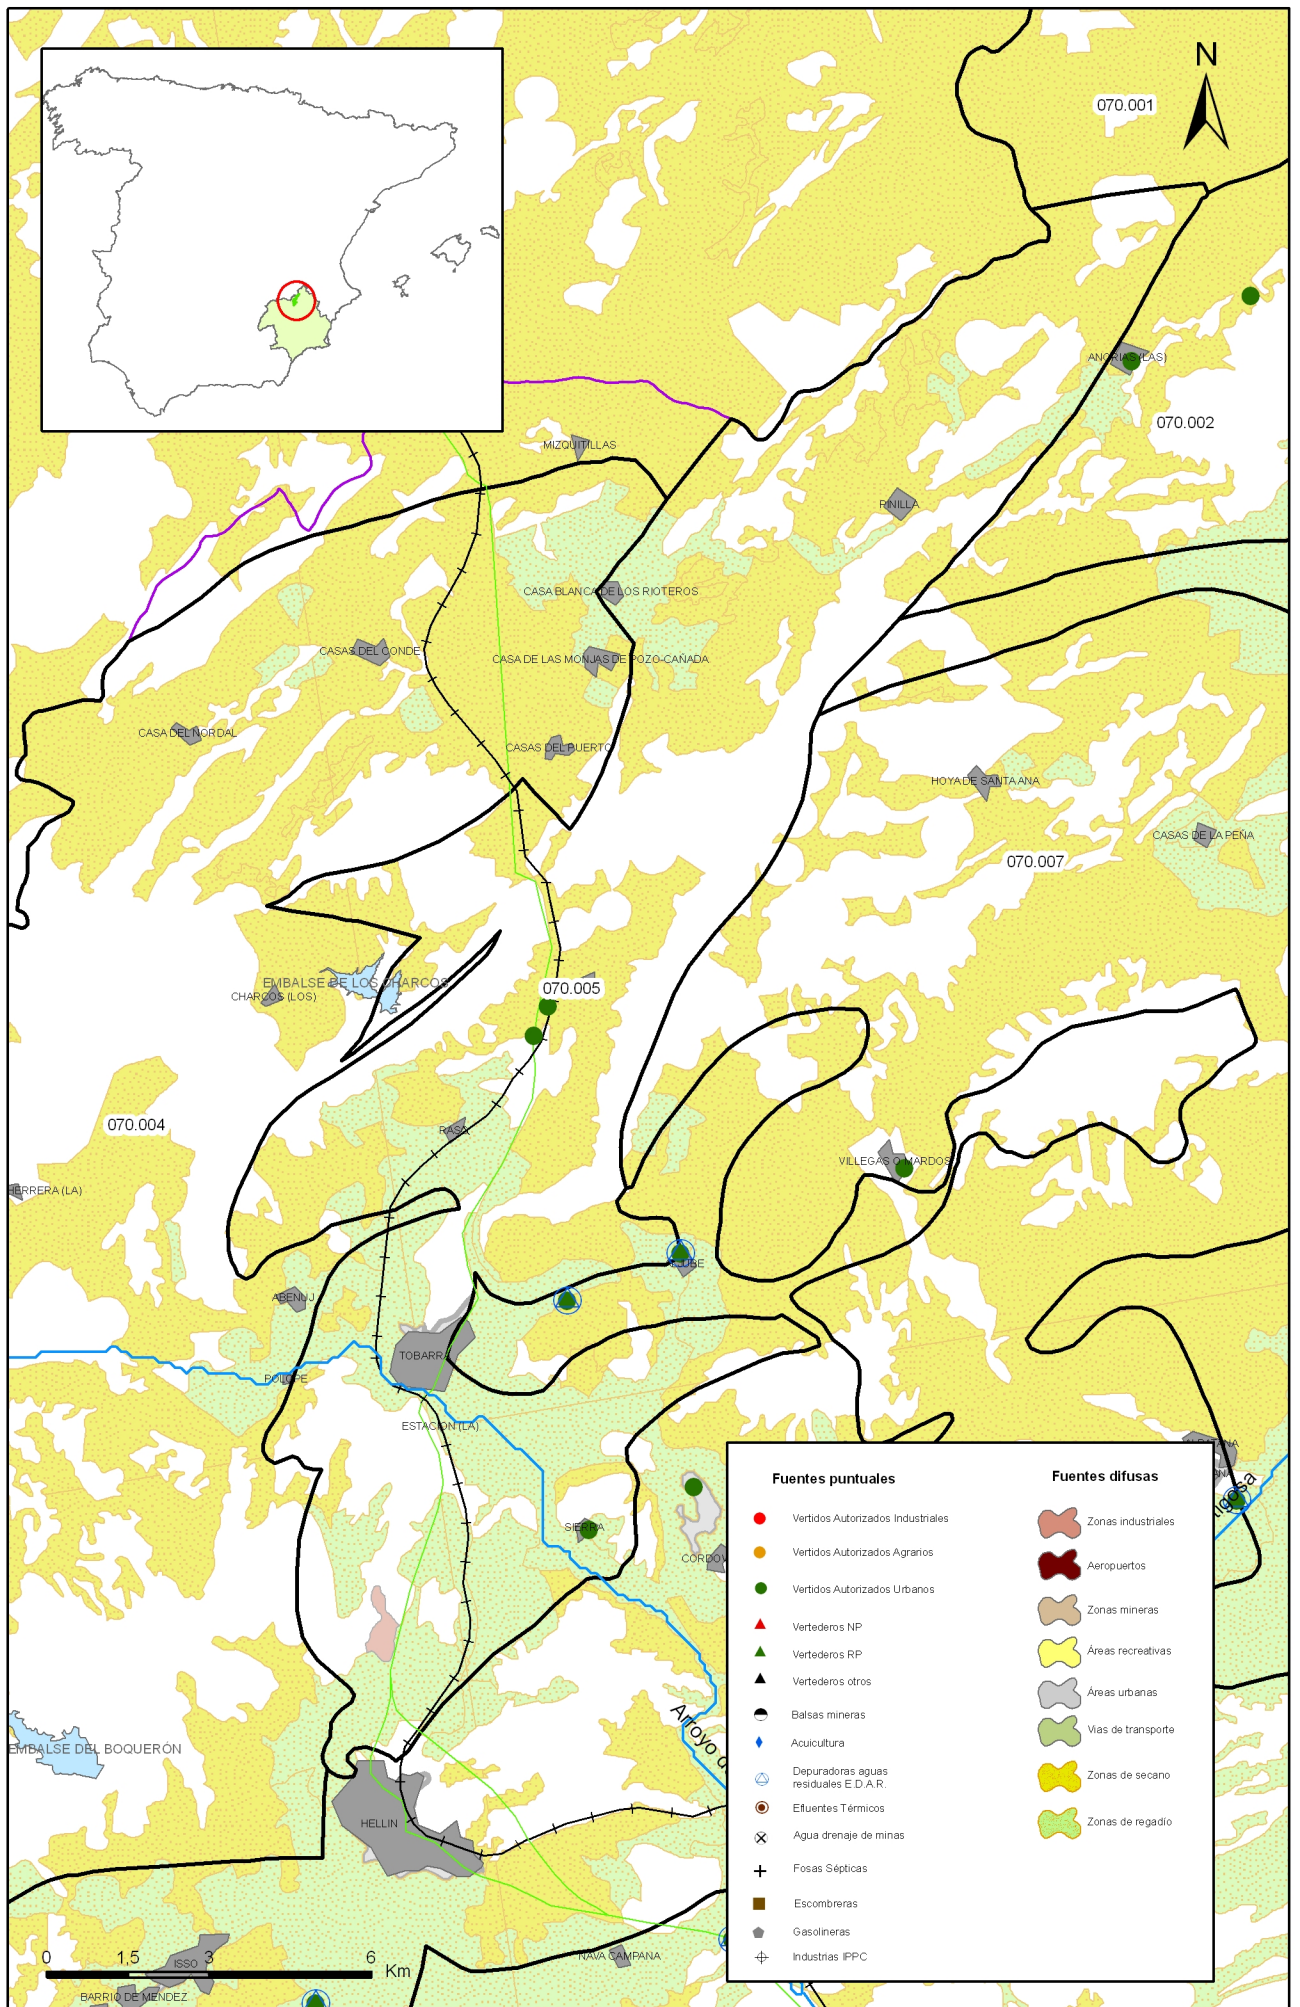 N
070.001
ANORIAS (LAS)
070.002
MIZQUITILLAS
PINILLA
CASA BLANCA DE LOS RIOTEROS
CASAS DEL CONDE
CASA DE LAS MONJAS DE POZO-CAÑADA
CASA DEL NORDAL
CASAS DEL PUERTO
HOYA DE SANTA ANA
CASAS DE LA PEÑA
070.007
EMBALSE DE LOS CHARCOS
CHARCOS (LOS)
070.005
070.004
RASA
VILLEGAS O MARDOS
HERRERA (LA)
ABENUJ
TOBARRA
POLOPE
ESTACION (LA)
SIERRA
CORDOV
Arroyo d
EMBALSE DEL BOQUERÓN
HELLIN
NAVA CAMPANA
ISSO
BARRIO DE MENDEZ
0 1,5 3 6
Km
Fuentes puntuales
Vertidos Autorizados Industriales
Vertidos Autorizados Agrarios
Vertidos Autorizados Urbanos
Vertederos NP
Vertederos RP
Vertederos otros
Balsas mineras
Acuicultura
Depuradoras aguas
residuales E.D.A.R.
Efluentes Térmicos
Agua drenaje de minas
Fosas Sépticas
Escombreras
Gasolineras
Industrias IPPC
Fuentes difusas
Zonas industriales
Aeropuertos
Zonas mineras
Áreas recreativas
Áreas urbanas
Vias de transporte
Zonas de secano
Zonas de regadío